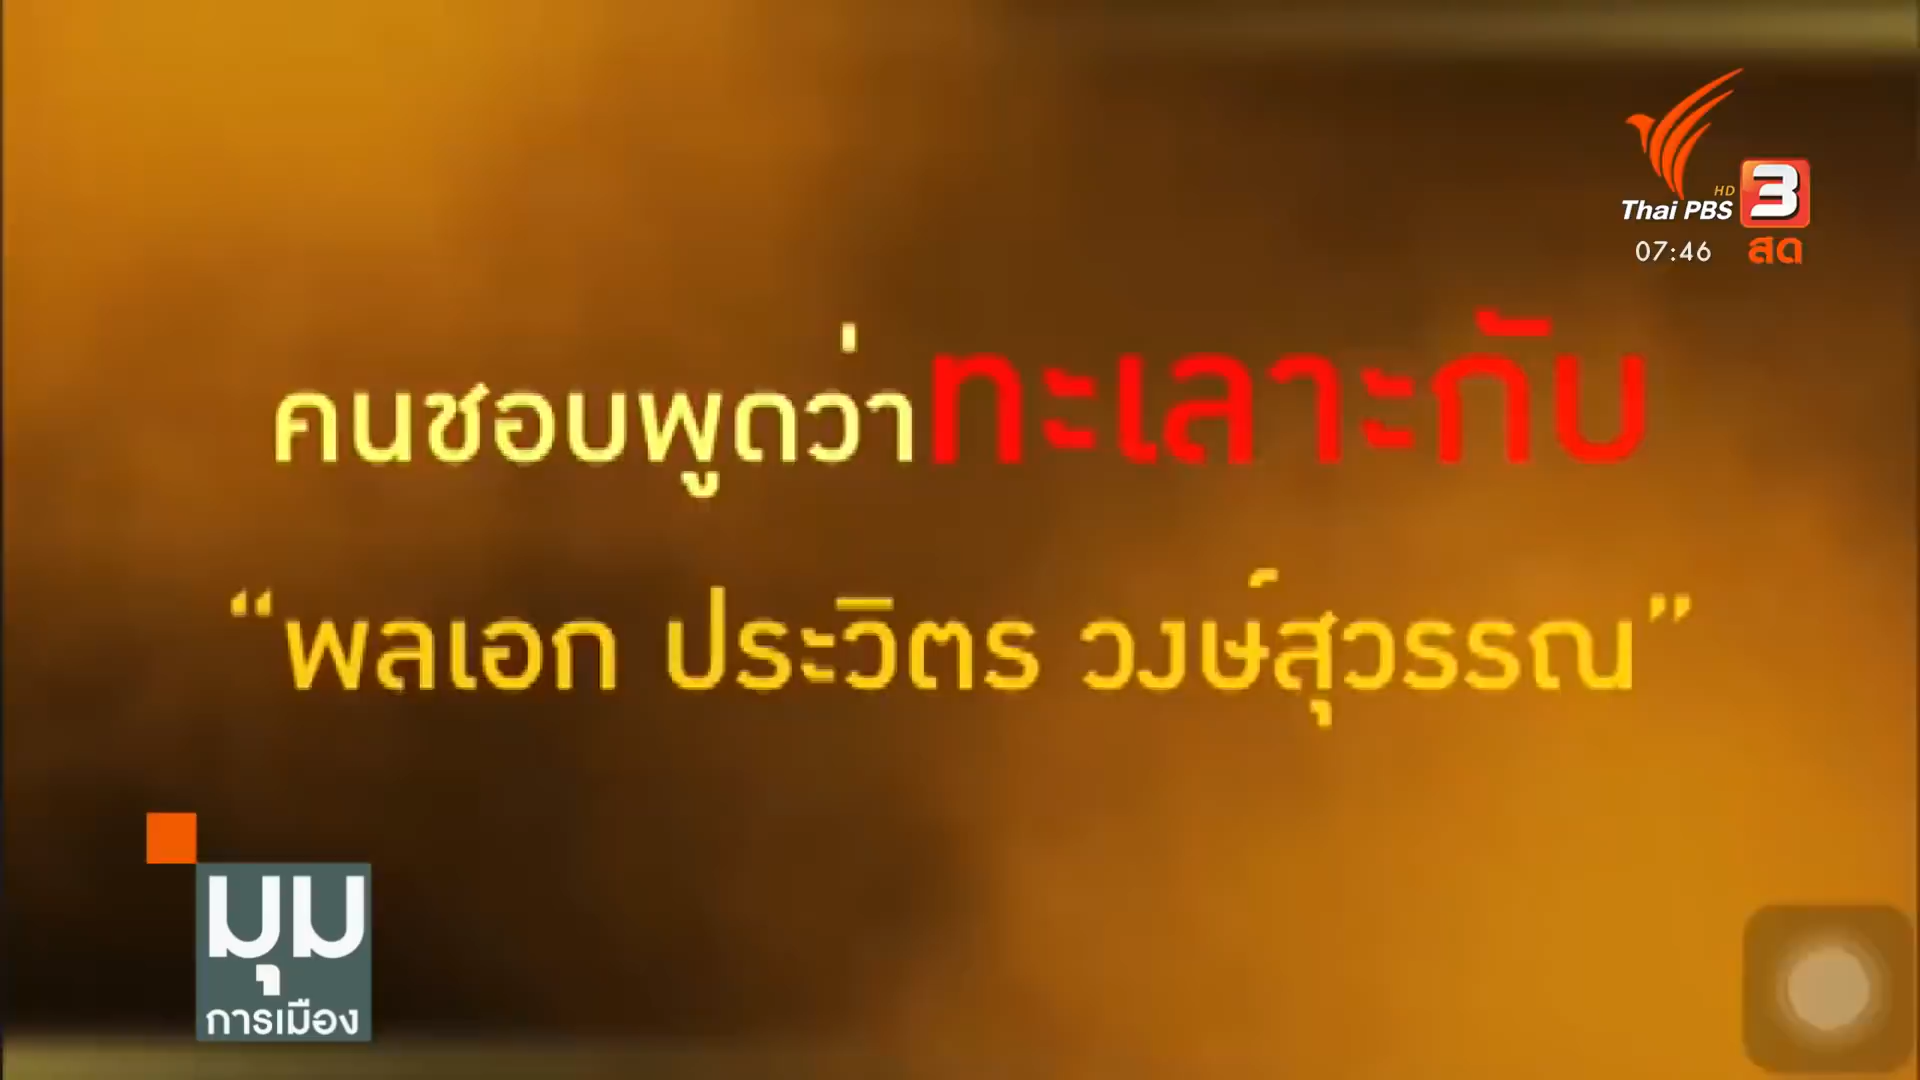 HD
Thai PBS 3
07:46 สด
คนชอบพูดว่าทะเลาะกับ
“พลเอก ประวิตร วงษ์สุวรรณ”
มุม
การเมือง